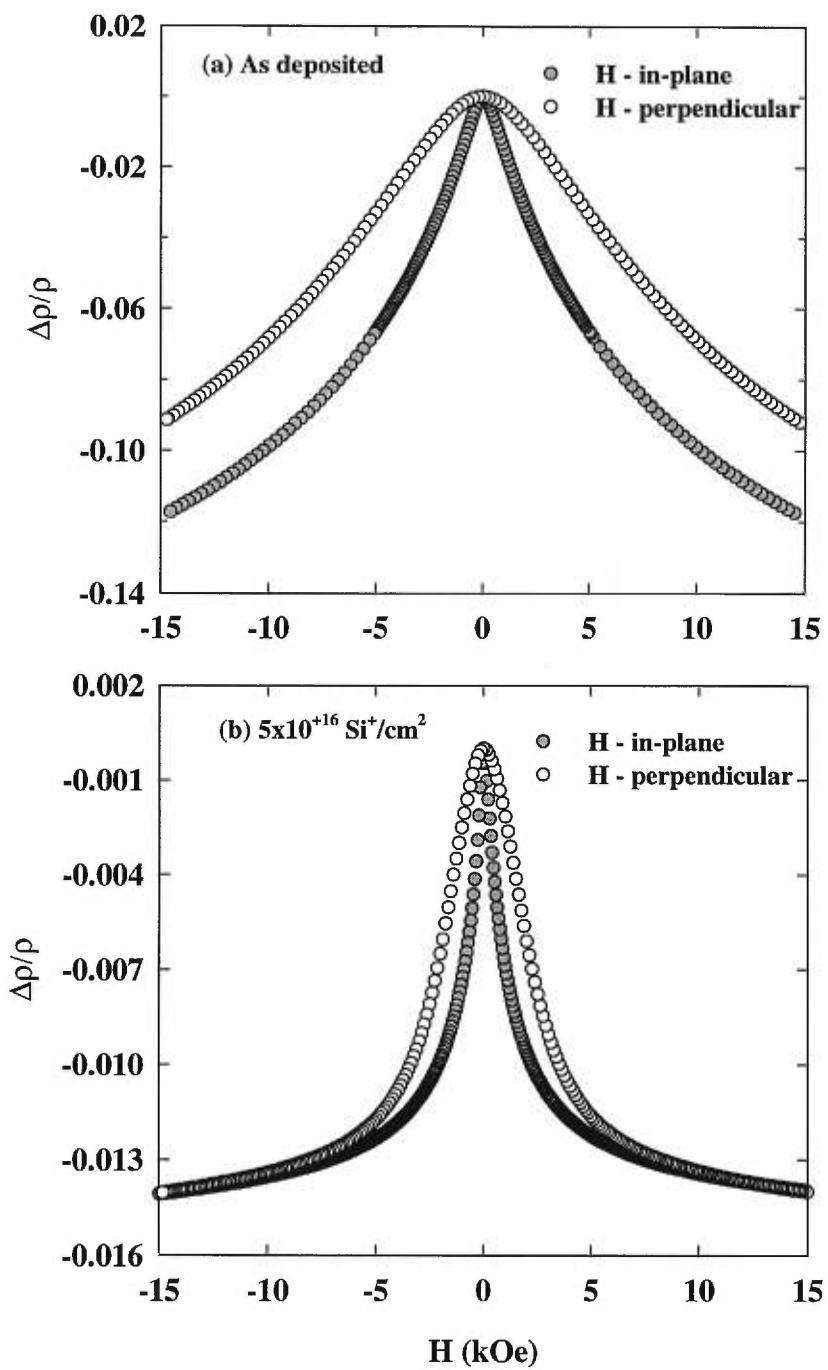 0.02
(a) As deposited
H - in-plane
H - perpendicular
-0.02
-0.06
-0.10
-0.14
Δρ/ρ
-15 -10 -5 0 5 10 15
0.002
(b) 5x10⁺¹⁶ Si⁺/cm²
H - in-plane
H - perpendicular
-0.001
-0.004
-0.007
-0.010
-0.013
-0.016
Δρ/ρ
-15 -10 -5 0 5 10 15
H (kOe)